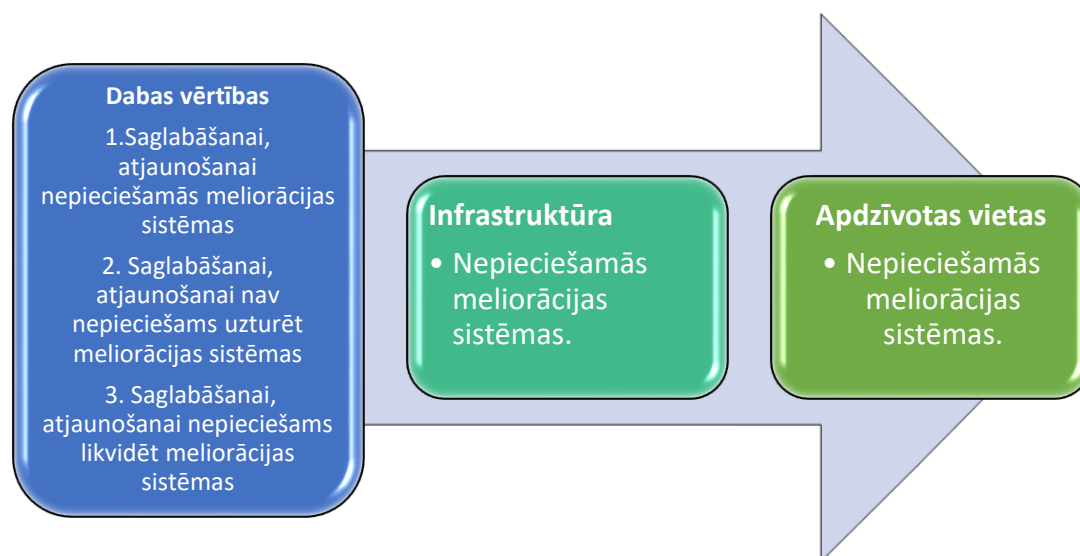 Dabas vērtības
1.Saglabāšanai,
atjaunošanai
nepieciešamās meliorācijas
sistēmas
2. Saglabāšanai,
atjaunošanai nav
nepieciešams uzturēt
meliorācijas sistēmas
3. Saglabāšanai,
atjaunošanai nepieciešams
likvidēt meliorācijas
sistēmas
Infrastruktūra
• Nepieciešamās
meliorācijas
sistēmas.
Apdzīvotas vietas
• Nepieciešamās
meliorācijas
sistēmas.